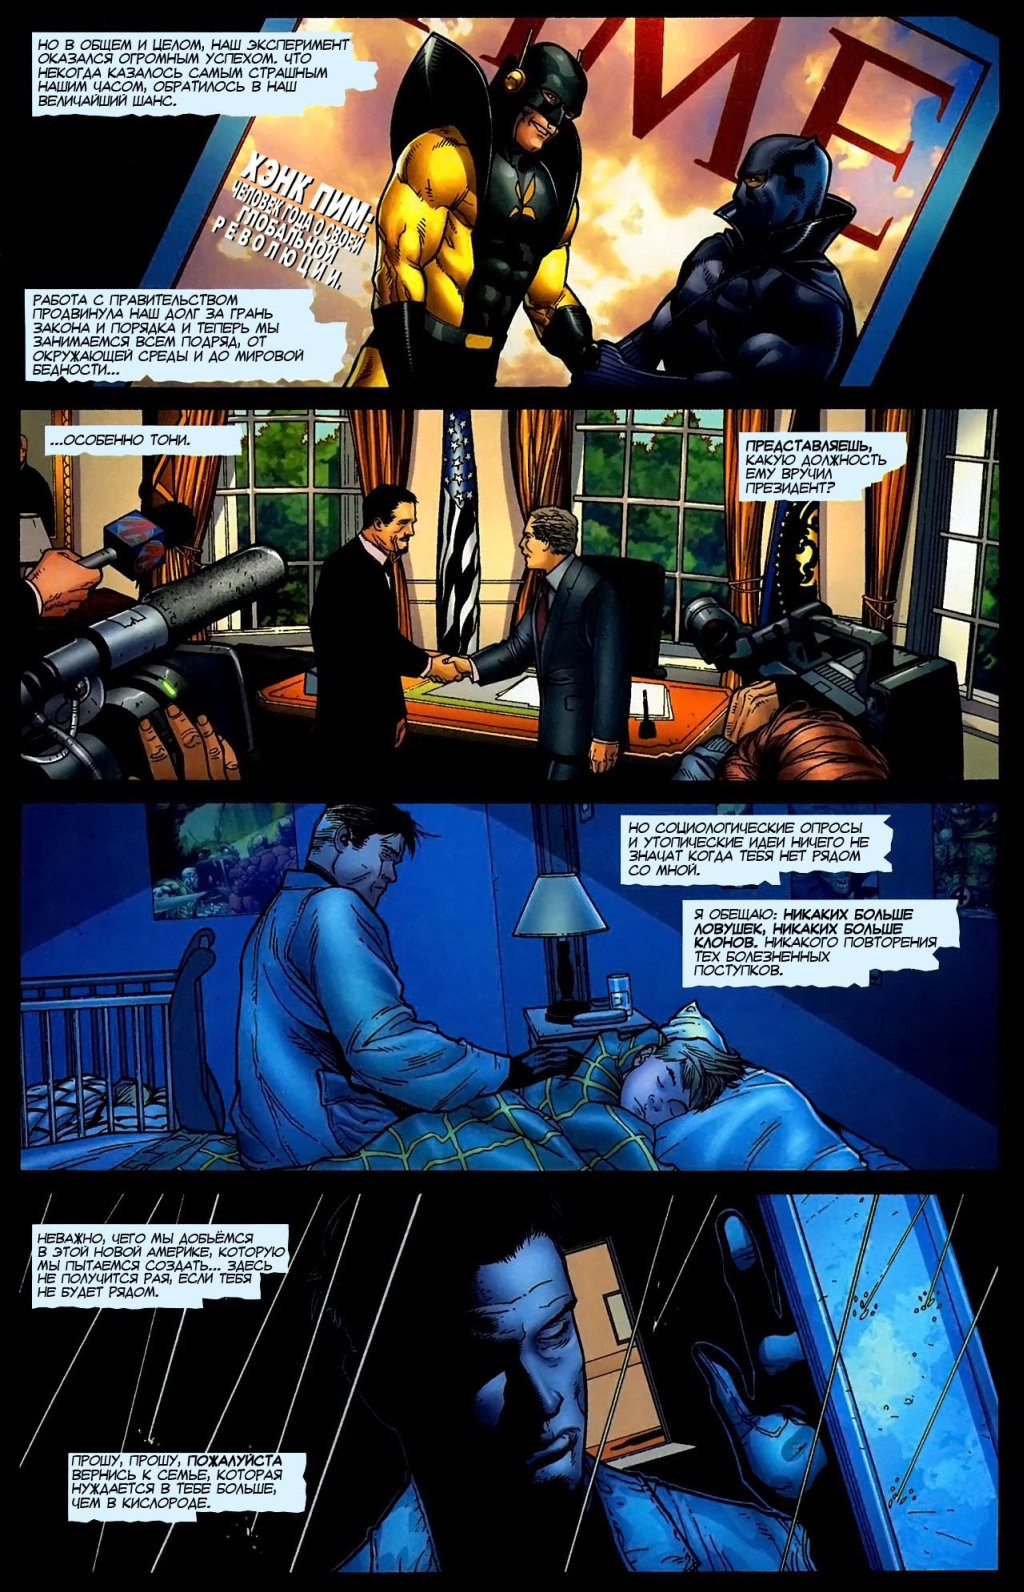 НО В ОБЩЕМ И ЦЕЛОМ, НАШ ЭКСПЕРИМЕНТ
ОКАЗАЛСЯ ОГРОМНЫМ УСПЕХОМ. ЧТО
НЕКОГДА КАЗАЛОСЬ САМЫМ СТРАШНЫМ
НАШИМ ЧАСОМ, ОБРАТИЛОСЬ В НАШ
ВЕЛИЧАЙШИЙ ШАНС.
IME
ХЭНК ПИМ:
ЧЕЛОВЕК ГОДА О СВОЕЙ
ГЛОБАЛЬНОЙ
РЕВОЛЮЦИИ.
РАБОТА С ПРАВИТЕЛЬСТВОМ
ПРОДВИНУЛА НАШ ДОЛГ ЗА ГРАНЬ
ЗАКОНА И ПОРЯДКА И ТЕПЕРЬ МЫ
ЗАНИМАЕМСЯ ВСЕМ ПОДРЯД, ОТ
ОКРУЖАЮЩЕЙ СРЕДЫ И ДО МИРОВОЙ
БЕДНОСТИ...
...ОСОБЕННО ТОНИ.
ПРЕДСТАВЛЯЕШЬ,
КАКУЮ ДОЛЖНОСТЬ
ЕМУ ВРУЧИЛ
ПРЕЗИДЕНТ?
НО СОЦИОЛОГИЧЕСКИЕ ОПРОСЫ
И УТОПИЧЕСКИЕ ИДЕИ НИЧЕГО НЕ
ЗНАЧАТ КОГДА ТЕБЯ НЕТ РЯДОМ
СО МНОЙ.
Я ОБЕЩАЮ: НИКАКИХ БОЛЬШЕ
ЛОВУШЕК, НИКАКИХ БОЛЬШЕ
КЛОНОВ. НИКАКОГО ПОВТОРЕНИЯ
ТЕХ БОЛЕЗНЕННЫХ
ПОСТУПКОВ.
НЕВАЖНО, ЧЕГО МЫ ДОБЬЁМСЯ
В ЭТОЙ НОВОЙ АМЕРИКЕ, КОТОРУЮ
МЫ ПЫТАЕМСЯ СОЗДАТЬ... ЗДЕСЬ
НЕ ПОЛУЧИТСЯ РАЯ, ЕСЛИ ТЕБЯ
НЕ БУДЕТ РЯДОМ.
ПРОШУ, ПРОШУ, ПОЖАЛУЙСТА
ВЕРНИСЬ К СЕМЬЕ, КОТОРАЯ
НУЖДАЕТСЯ В ТЕБЕ БОЛЬШЕ,
ЧЕМ В КИСЛОРОДЕ.